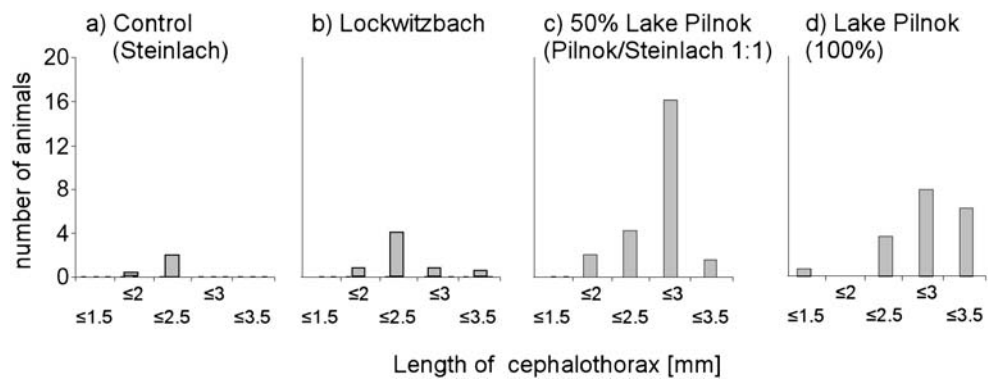 a) Control
(Steinlach)
b) Lockwitzbach
c) 50% Lake Pilnok
(Pilnok/Steinlach 1:1)
d) Lake Pilnok
(100%)
number of animals
20
16
12
8
4
0
≤2 ≤3
≤1.5 ≤2.5 ≤3.5
≤2 ≤3
≤1.5 ≤2.5 ≤3.5
≤2 ≤3
≤1.5 ≤2.5 ≤3.5
≤2 ≤3
≤1.5 ≤2.5 ≤3.5
Length of cephalothorax [mm]